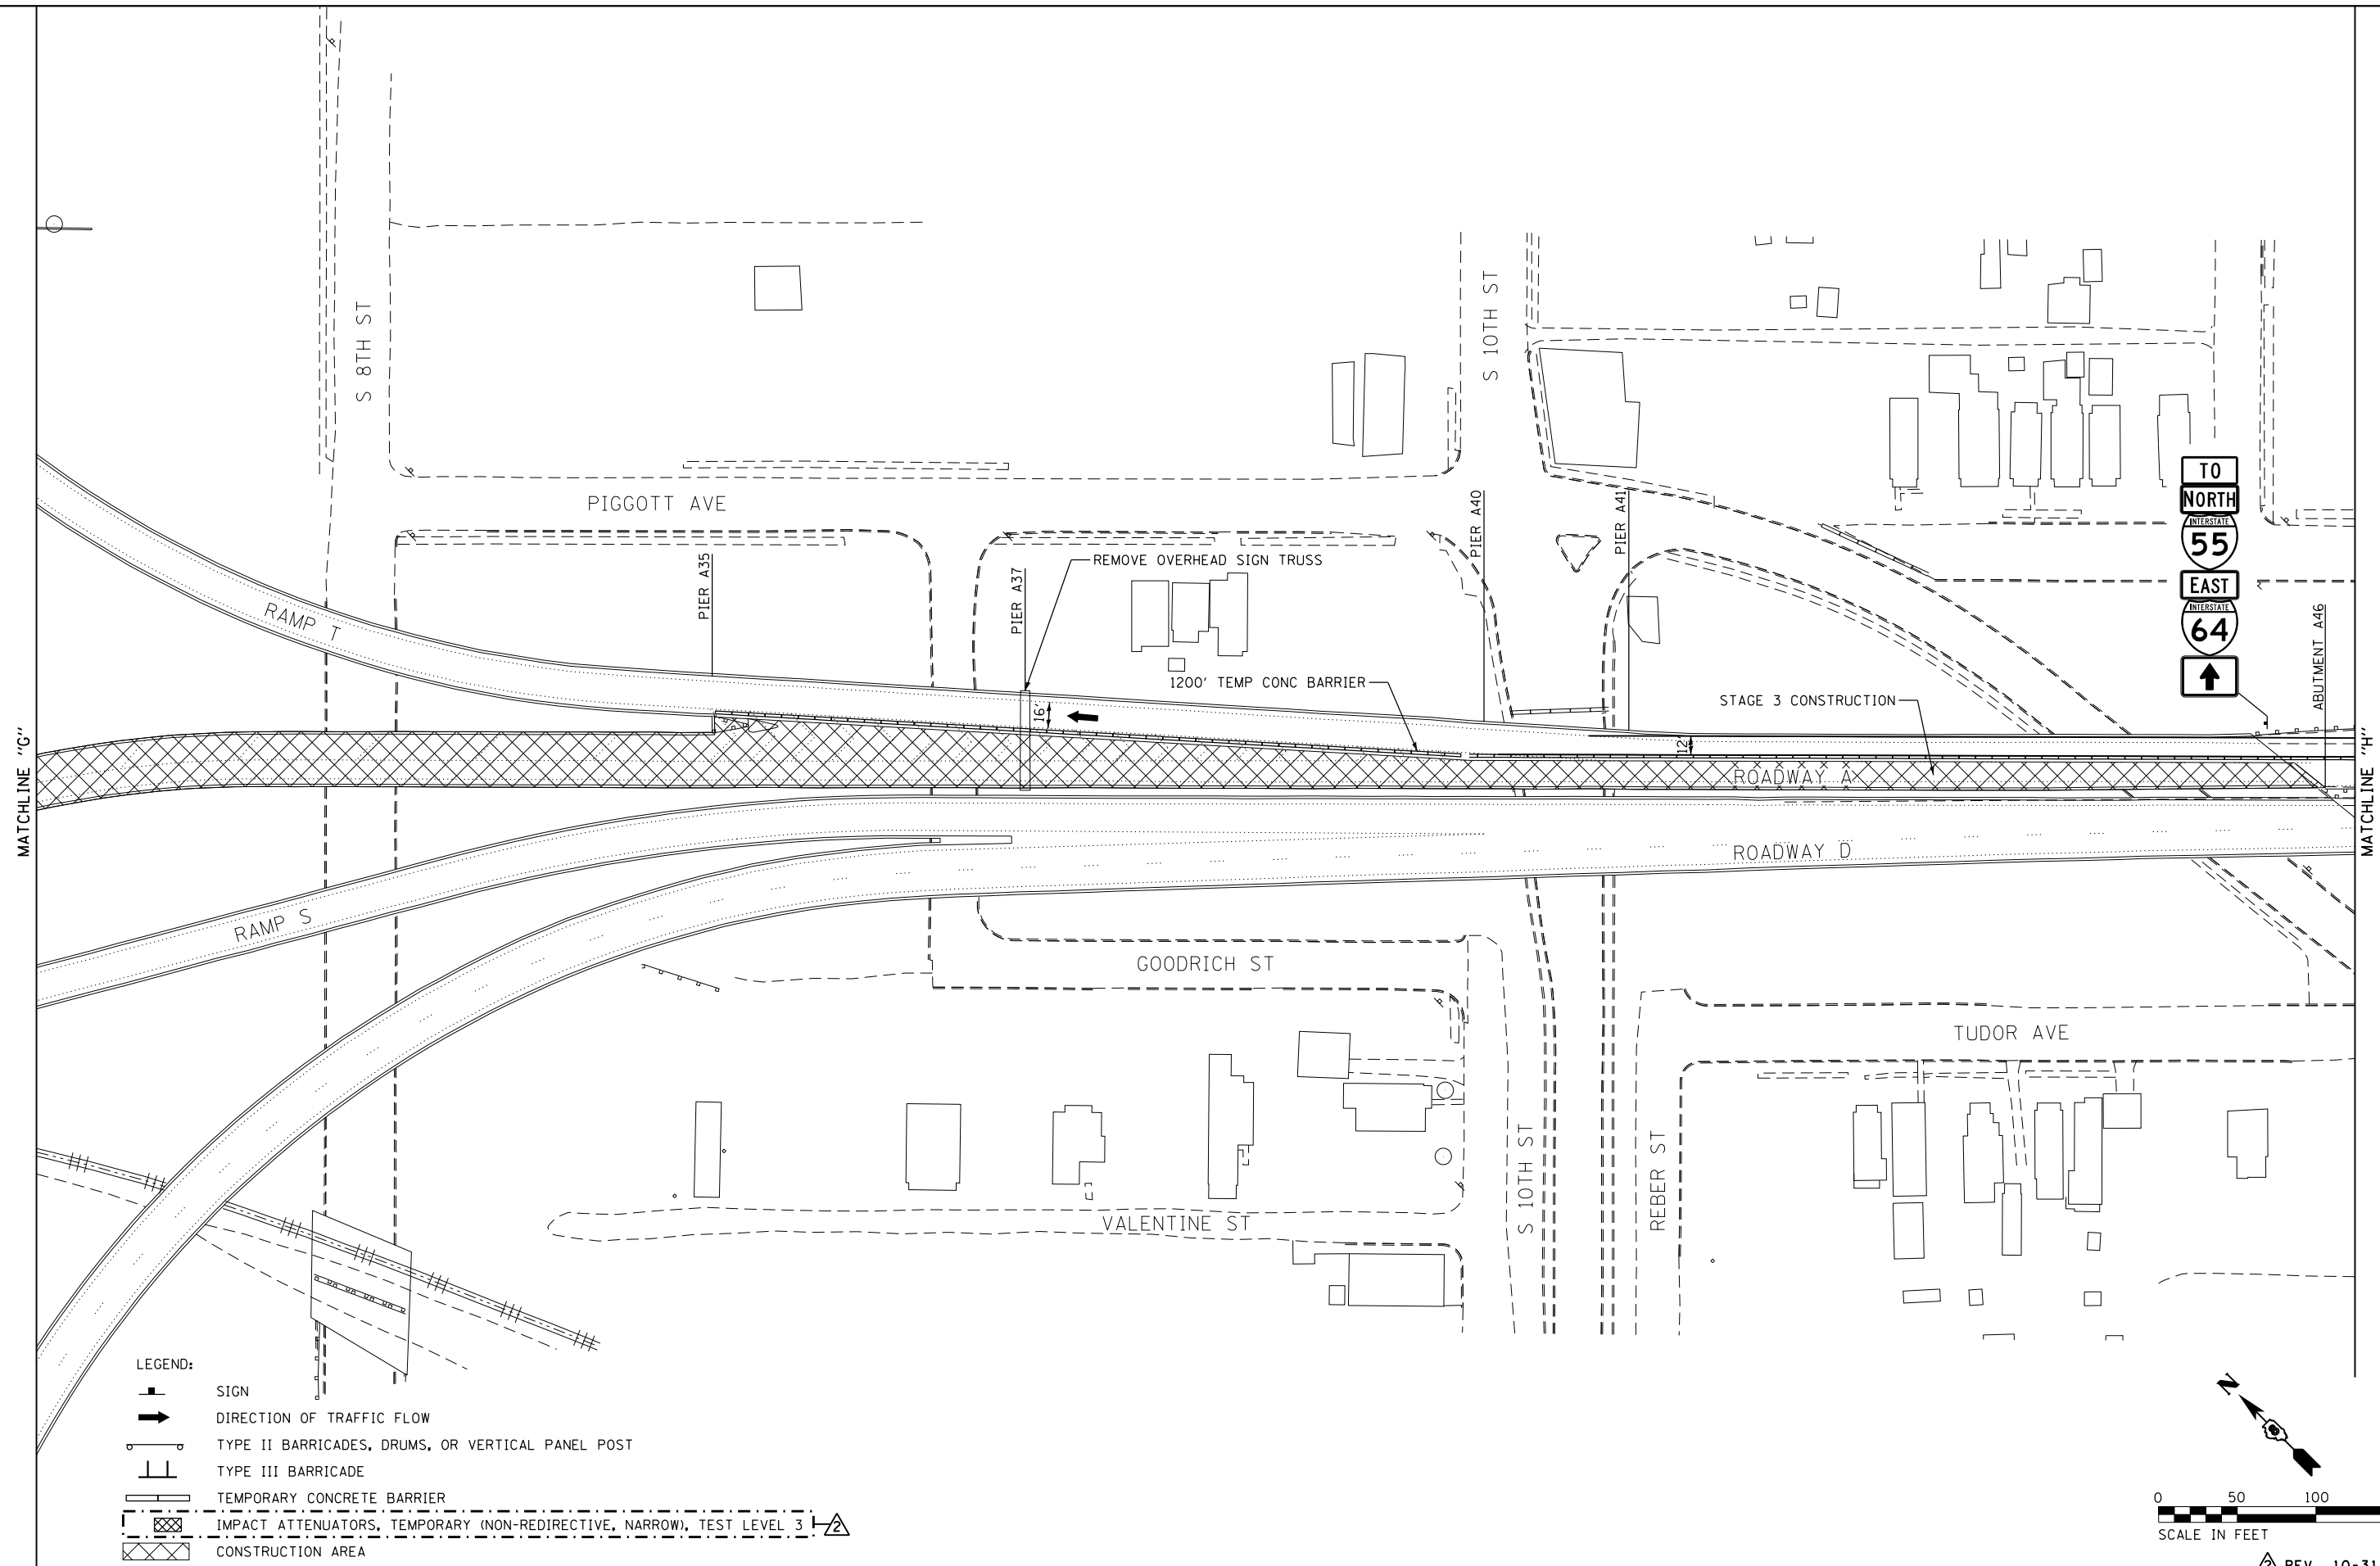 S 8TH ST
S 10TH ST
PIGGOTT AVE
PIER A40
PIER A41
TO
NORTH
INTERSTATE
55
EAST
INTERSTATE
64
PIER A35
PIER A37
REMOVE OVERHEAD SIGN TRUSS
RAMP T
ABUTMENT A46
1200' TEMP CONC BARRIER
STAGE 3 CONSTRUCTION
16'
12'
MATCHLINE "G"
MATCHLINE "H"
ROADWAY A
ROADWAY D
RAMP S
GOODRICH ST
TUDOR AVE
S 10TH ST
REBER ST
VALENTINE ST
LEGEND:
SIGN
DIRECTION OF TRAFFIC FLOW
TYPE II BARRICADES, DRUMS, OR VERTICAL PANEL POST
TYPE III BARRICADE
TEMPORARY CONCRETE BARRIER
IMPACT ATTENUATORS, TEMPORARY (NON-REDIRECTIVE, NARROW), TEST LEVEL 3
2
CONSTRUCTION AREA
N
0 50 100
SCALE IN FEET
2 REV. 10-31